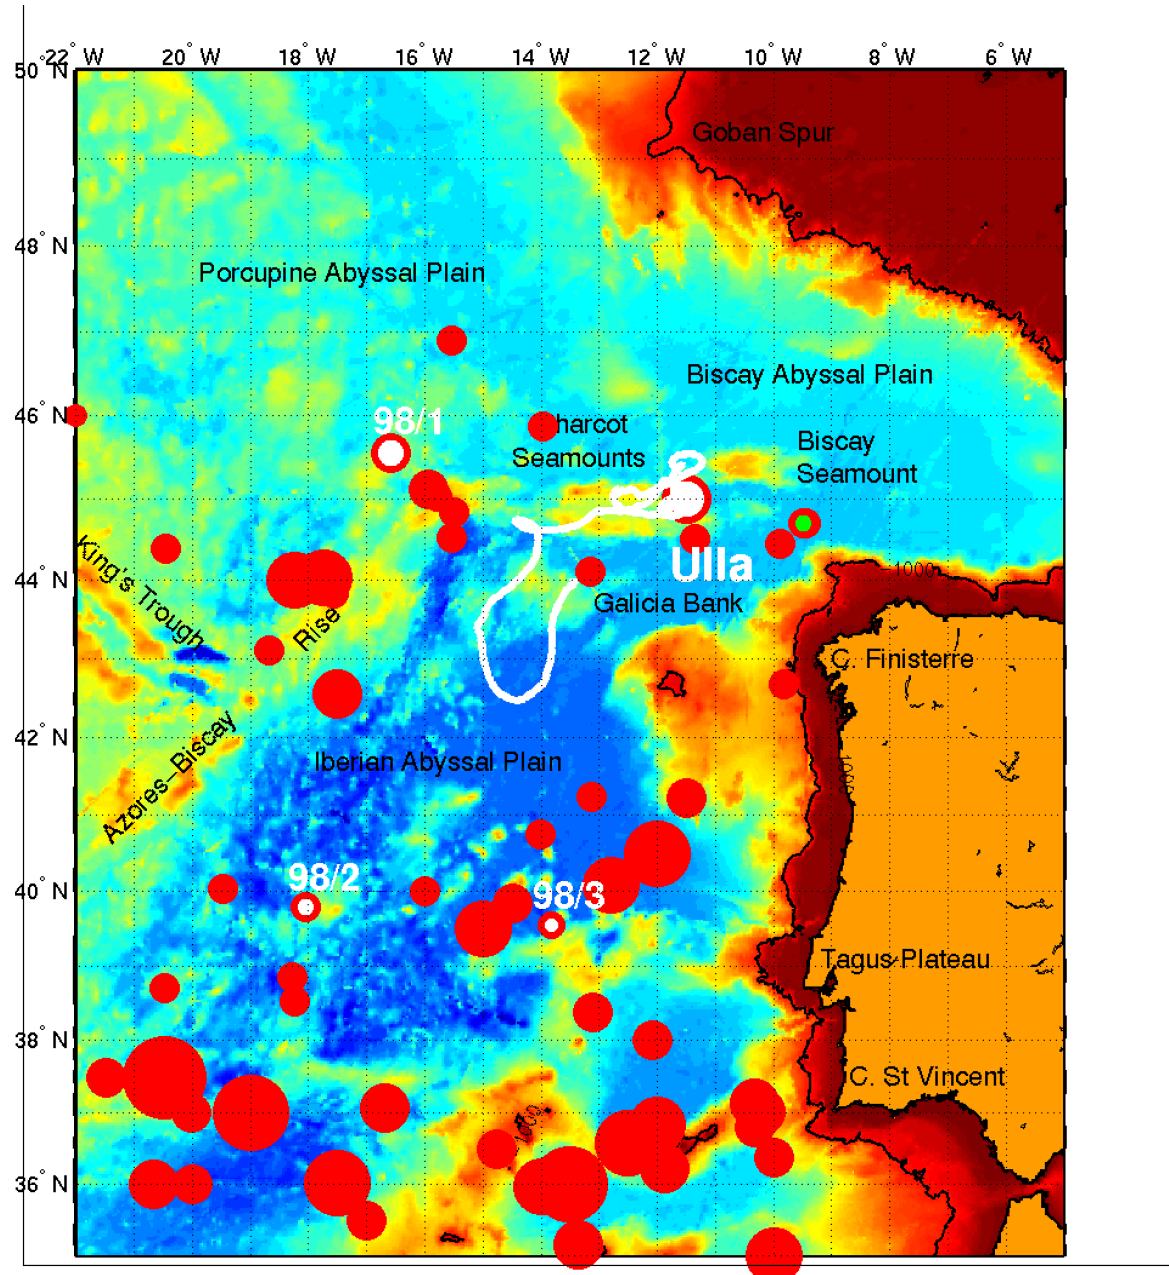 22° W 20° W 18° W 16° W 14° W 12° W 10° W 8° W 6° W
50° N
Goban Spur
48° N
Porcupine Abyssal Plain
Biscay Abyssal Plain
46° N
98/1
harcot
Seamounts
Biscay
Seamount
Ulla
King's Trough
44° N
1000
Galicia Bank
Rise
C. Finisterre
42° N
Azores–Biscay
Iberian Abyssal Plain
1000
40° N
98/2
98/3
Tagus Plateau
38° N
C. St Vincent
1000
36° N